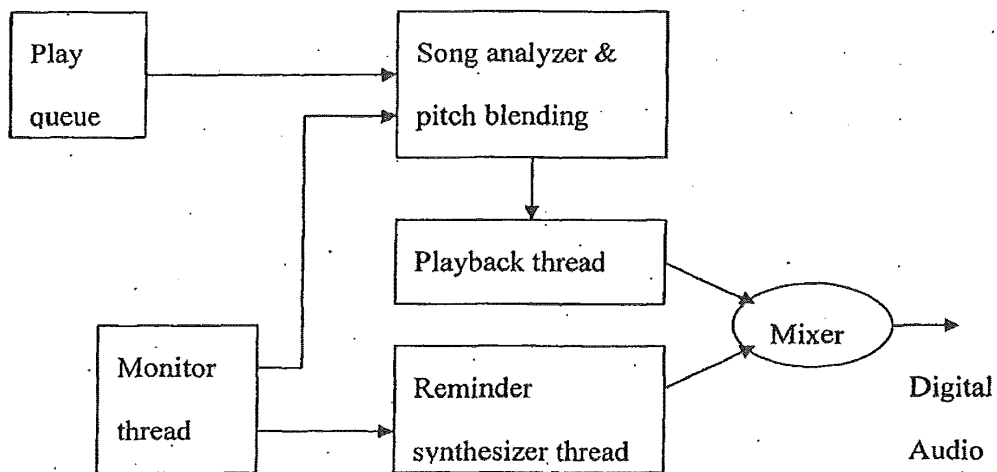 Play
queue
Song analyzer &
pitch blending
Playback thread
Mixer
Monitor
thread
Reminder
synthesizer thread
Digital
Audio